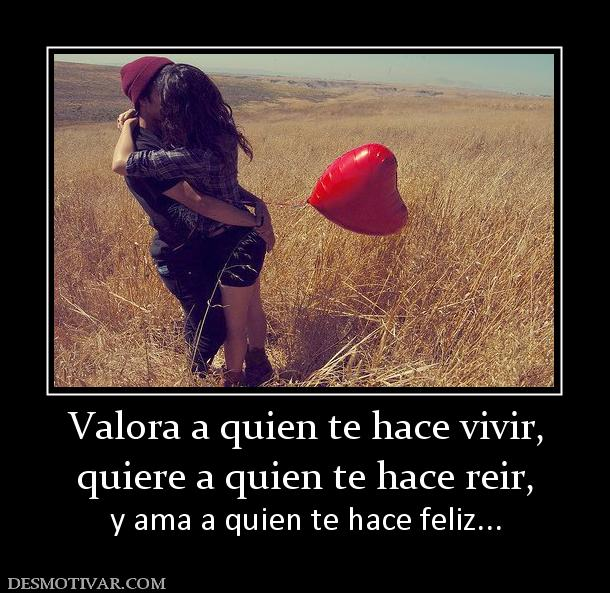 Valora a quien te hace vivir,
quiere a quien te hace reir,
y ama a quien te hace feliz...
DESMOTIVAR.COM